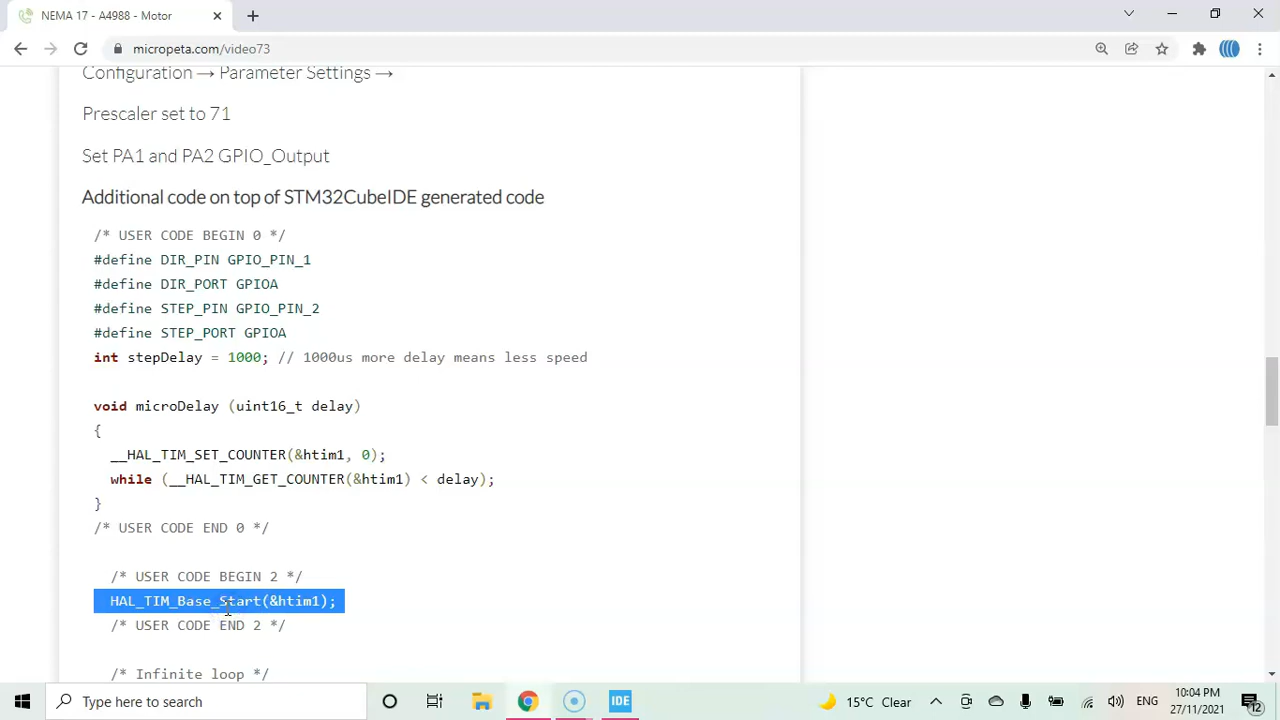 NEMA 17 - A4988 - Motor
micropeta.com/video73
Configuration → Parameter Settings →
Prescaler set to 71
Set PA1 and PA2 GPIO_Output
Additional code on top of STM32CubeIDE generated code
/* USER CODE BEGIN 0 */
#define DIR_PIN GPIO_PIN_1
#define DIR_PORT GPIOA
#define STEP_PIN GPIO_PIN_2
#define STEP_PORT GPIOA
int stepDelay = 1000; // 1000us more delay means less speed
void microDelay (uint16_t delay)
{
__HAL_TIM_SET_COUNTER(&htim1, 0);
while (__HAL_TIM_GET_COUNTER(&htim1) < delay);
}
/* USER CODE END 0 */
/* USER CODE BEGIN 2 */
HAL_TIM_Base_Start(&htim1);
/* USER CODE END 2 */
/* Infinite loop */
Type here to search
IDE
15°C Clear
ENG
10:04 PM
27/11/2021
12